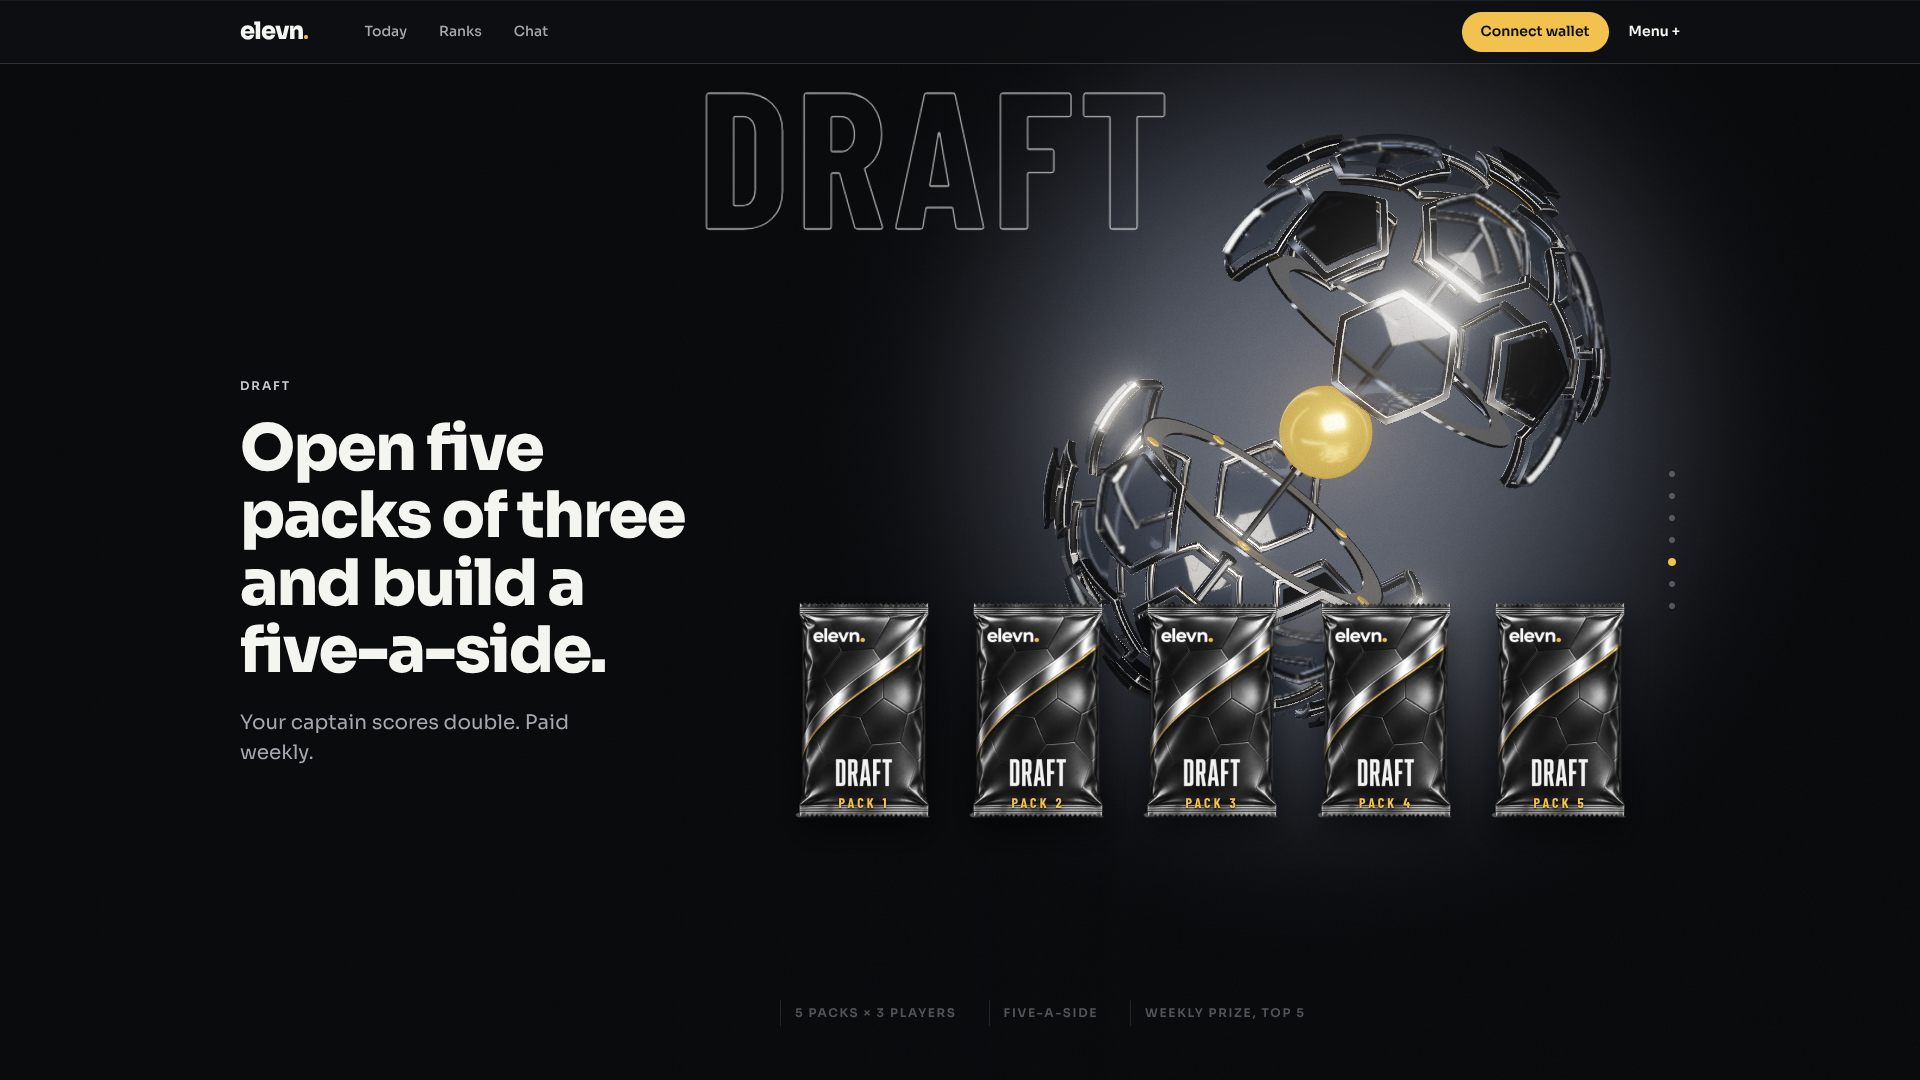 elevn.
Today
Ranks
Chat
Connect wallet
Menu +
DRAFT
DRAFT
Open five
packs of three
and build a
five-a-side.
Your captain scores double. Paid
weekly.
elevn.
DRAFT
PACK 1
elevn.
DRAFT
PACK 2
elevn.
DRAFT
PACK 3
elevn.
DRAFT
PACK 4
elevn.
DRAFT
PACK 5
5 PACKS × 3 PLAYERS
FIVE-A-SIDE
WEEKLY PRIZE, TOP 5